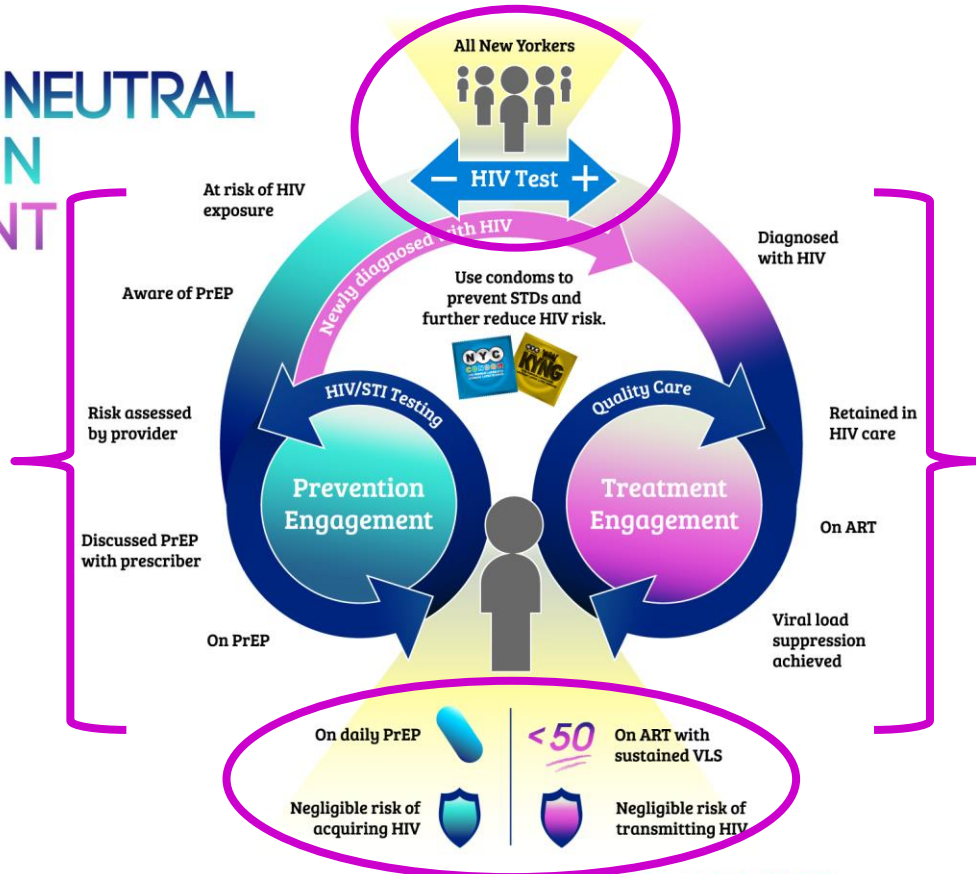 NEUTRAL
N
NT
All New Yorkers
− HIV Test +
At risk of HIV
exposure
Aware of PrEP
Risk assessed
by provider
Discussed PrEP
with prescriber
On PrEP
Newly diagnosed with HIV
Use condoms to
prevent STDs and
further reduce HIV risk.
NYC
CONDOM
KYNG
HIV/STI Testing
Prevention
Engagement
Quality Care
Treatment
Engagement
Diagnosed
with HIV
Retained in
HIV care
On ART
Viral load
suppression
achieved
On daily PrEP
Negligible risk of
acquiring HIV
<50
On ART with
sustained VLS
Negligible risk of
transmitting HIV